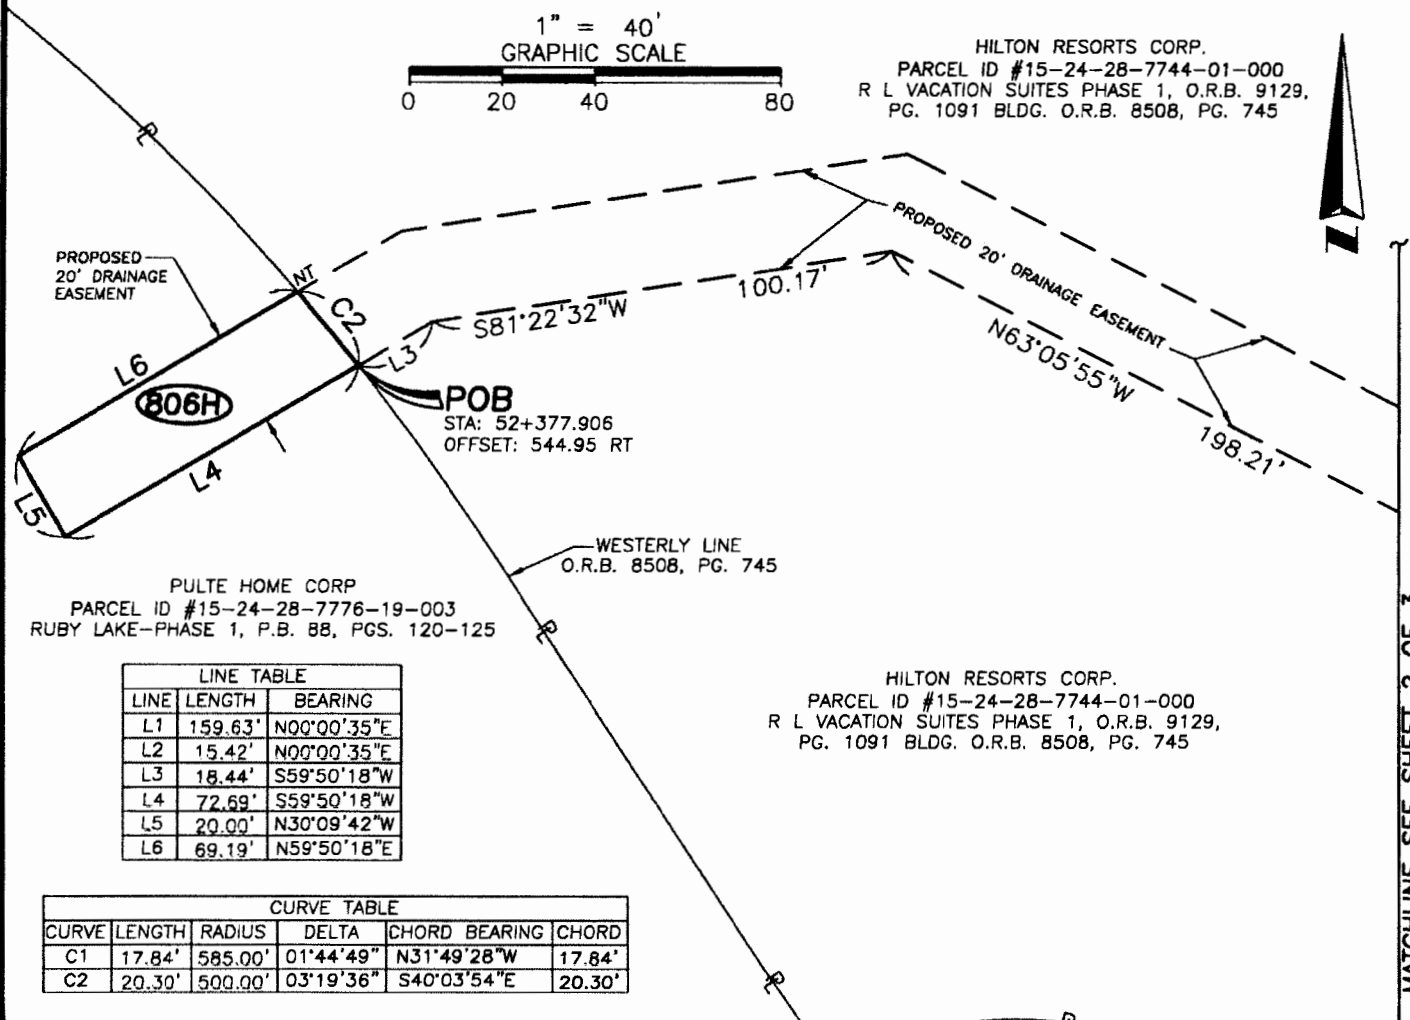 1" = 40'
GRAPHIC SCALE
0 20 40 80
HILTON RESORTS CORP.
PARCEL ID #15-24-28-7744-01-000
R L VACATION SUITES PHASE 1, O.R.B. 9129,
PG. 1091 BLDG. O.R.B. 8508, PG. 745
PROPOSED
20' DRAINAGE
EASEMENT
NT
C2
L6
806H
L3
L4
L5
S81°22'32"W
100.17'
PROPOSED 20' DRAINAGE EASEMENT
N63°05'55"W
198.21'
POB
STA: 52+377.906
OFFSET: 544.95 RT
WESTERLY LINE
O.R.B. 8508, PG. 745
PULTE HOME CORP
PARCEL ID #15-24-28-7776-19-003
RUBY LAKE-PHASE 1, P.B. 88, PGS. 120-125
HILTON RESORTS CORP.
PARCEL ID #15-24-28-7744-01-000
R L VACATION SUITES PHASE 1, O.R.B. 9129,
PG. 1091 BLDG. O.R.B. 8508, PG. 745
LINE TABLE
LINE LENGTH BEARING
L1 159.63' N00°00'35"E
L2 15.42' N00°00'35"E
L3 18.44' S59°50'18"W
L4 72.69' S59°50'18"W
L5 20.00' N30°09'42"W
L6 69.19' N59°50'18"E
CURVE TABLE
CURVE LENGTH RADIUS DELTA CHORD BEARING CHORD
C1 17.84' 585.00' 01°44'49" N31°49'28"W 17.84'
C2 20.30' 500.00' 03°19'36" S40°03'54"E 20.30'
MATCHLINE SEE SHEET 2 OF 3